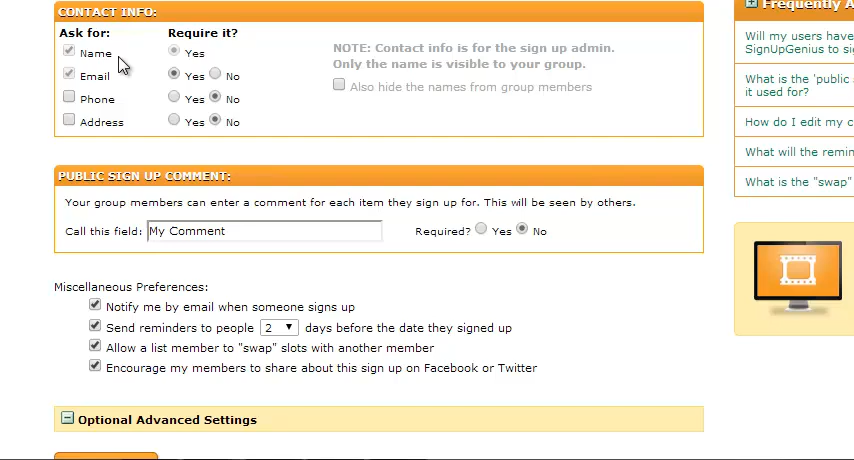 CONTACT INFO:
Ask for: Require it?
Name Yes
Email Yes No
Phone Yes No
Address Yes No
NOTE: Contact info is for the sign up admin.
Only the name is visible to your group.
Also hide the names from group members
PUBLIC SIGN UP COMMENT:
Your group members can enter a comment for each item they sign up for. This will be seen by others.
Call this field: My Comment Required? Yes No
Miscellaneous Preferences:
Notify me by email when someone signs up
Send reminders to people 2 days before the date they signed up
Allow a list member to "swap" slots with another member
Encourage my members to share about this sign up on Facebook or Twitter
Optional Advanced Settings
Frequently A
Will my users have
SignUpGenius to si
What is the 'public
it used for?
How do I edit my c
What will the remin
What is the "swap"